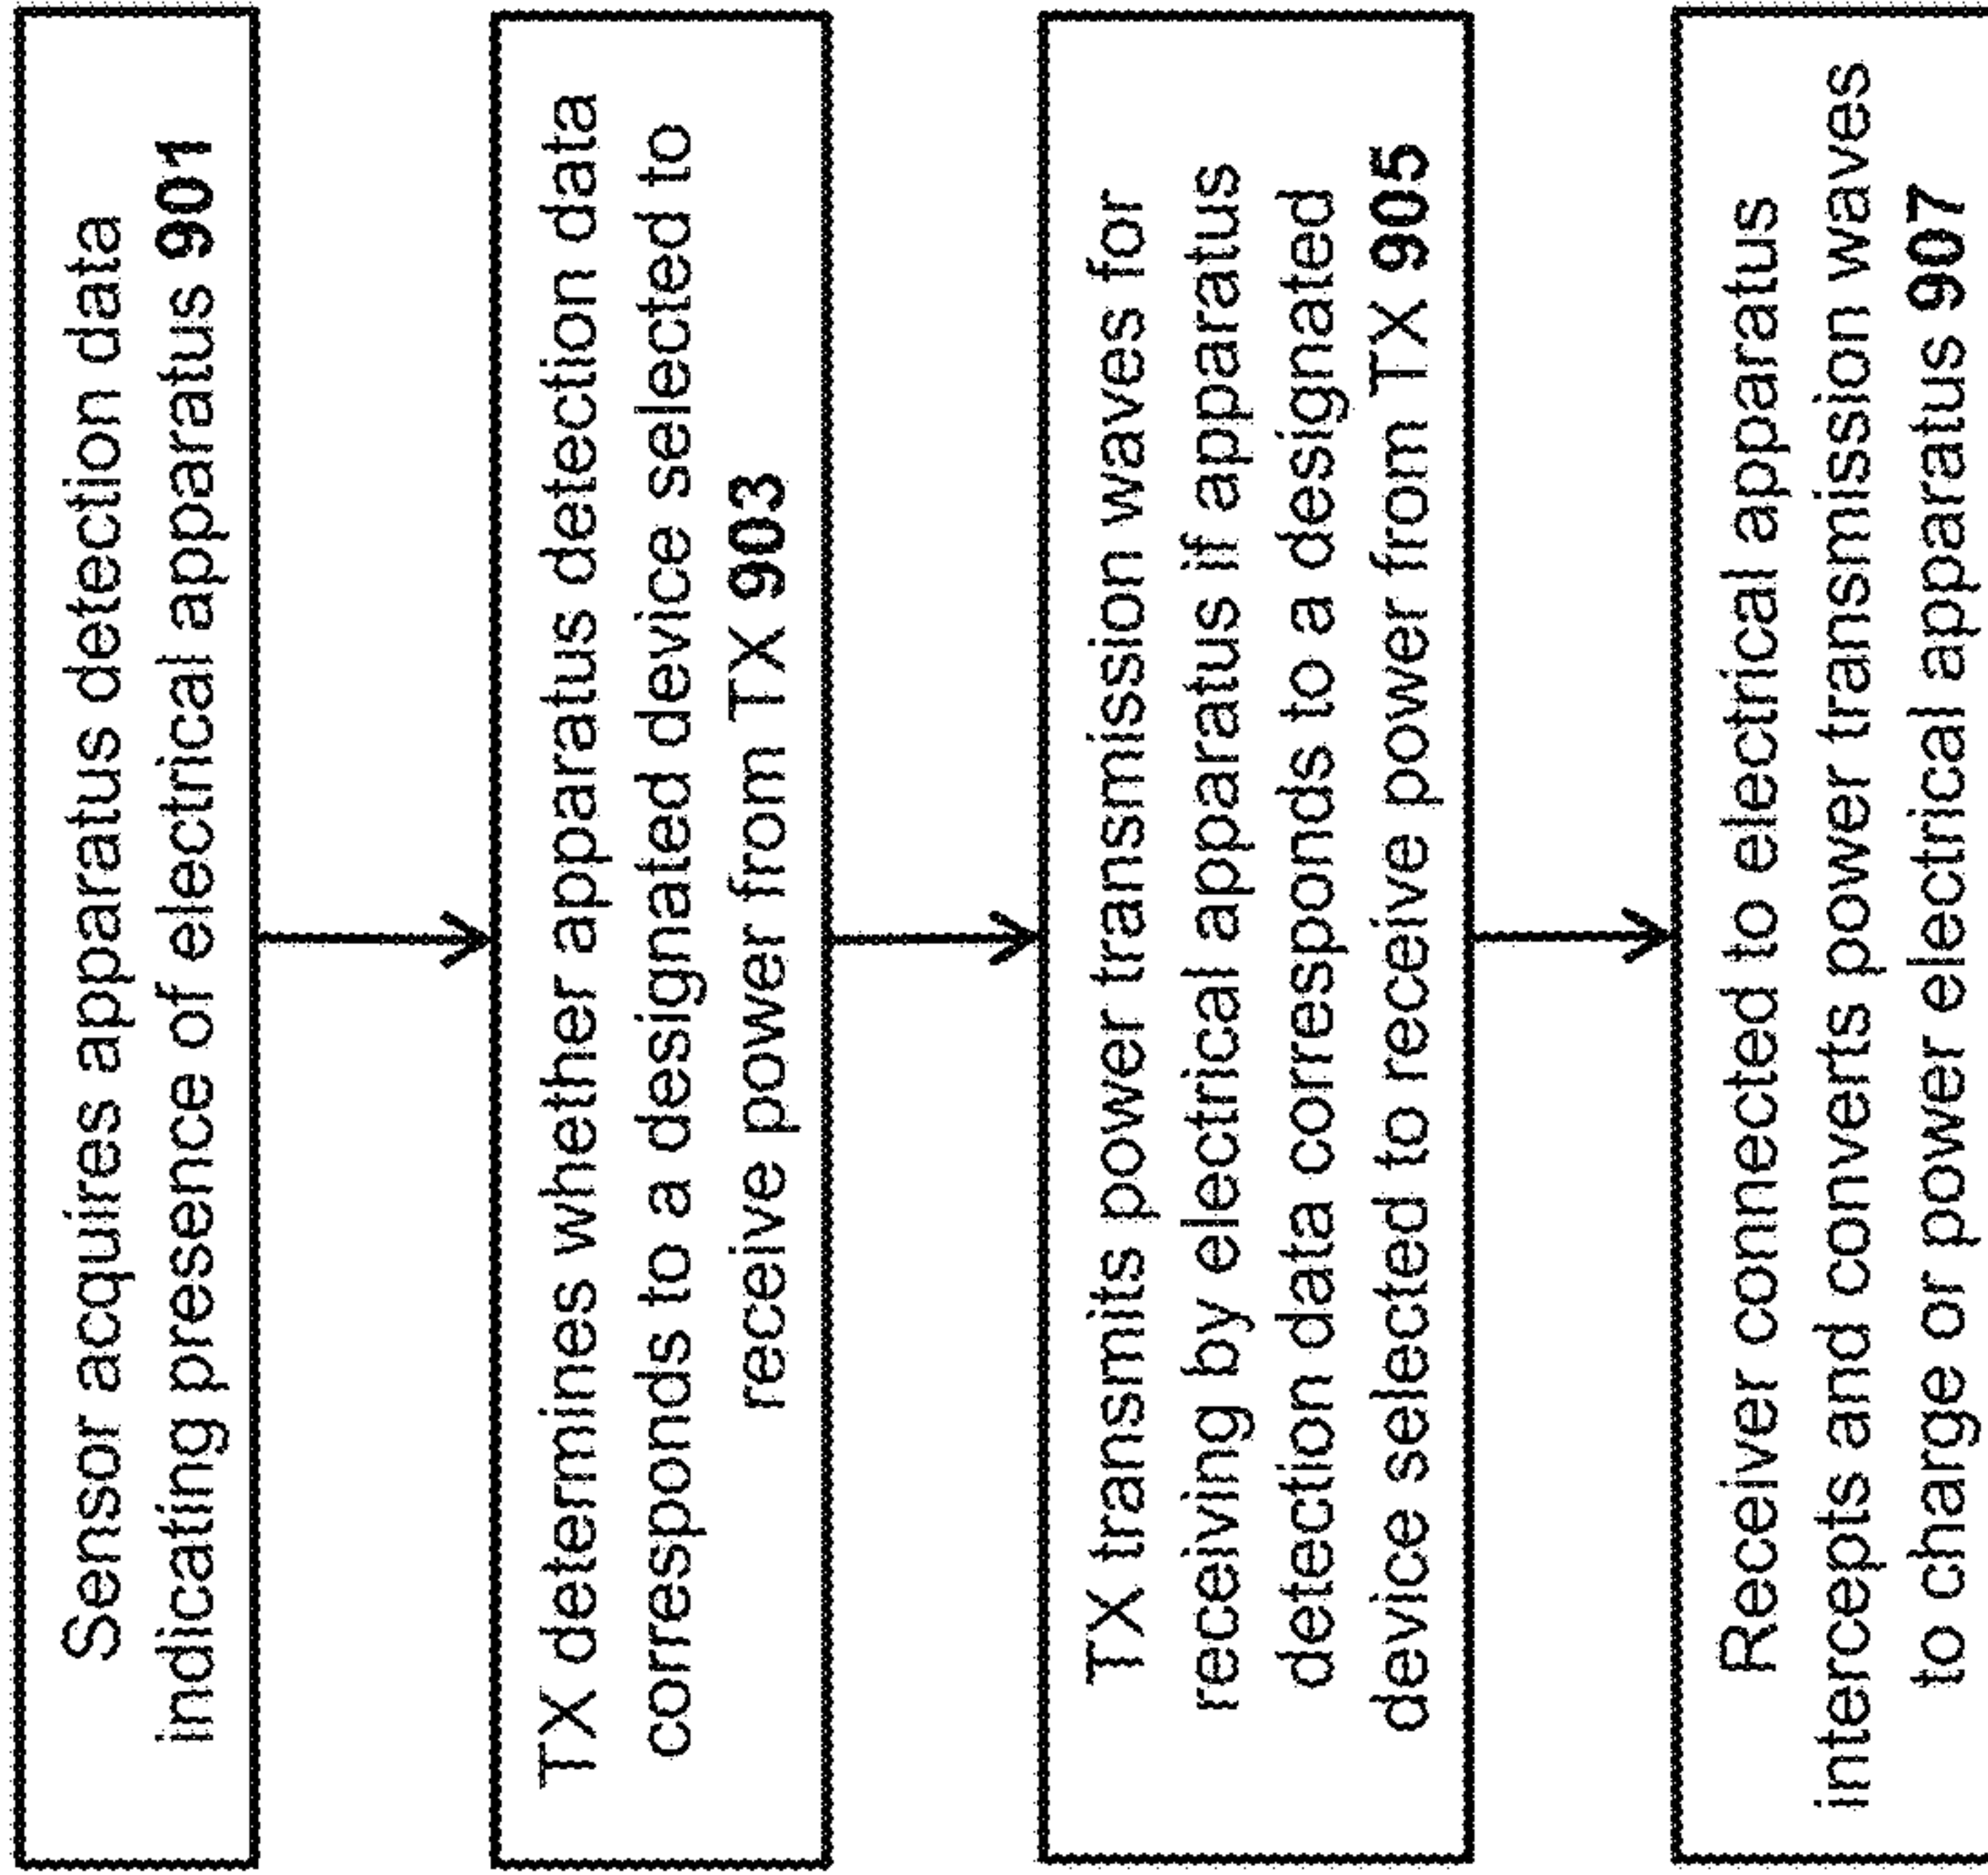 Sensor acquires apparatus detection data
indicating presence of electrical apparatus 901
TX determines whether apparatus detection data
corresponds to a designated device selected to
receive power from TX 903
TX transmits power transmission waves for
receiving by electrical apparatus if apparatus
detection data corresponds to a designated
device selected to receive power from TX 905
Receiver connected to electrical apparatus
intercepts and converts power transmission waves
to charge or power electrical apparatus 907